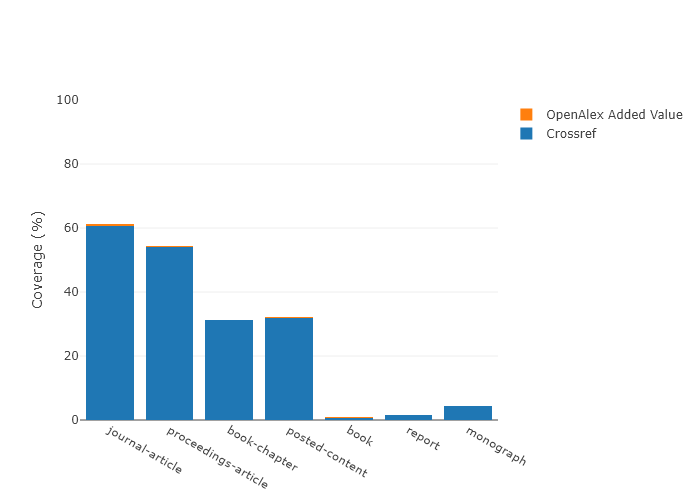 100
80
60
40
20
0
Coverage (%)
journal-article
proceedings-article
book-chapter
posted-content
book
report
monograph
OpenAlex Added Value
Crossref